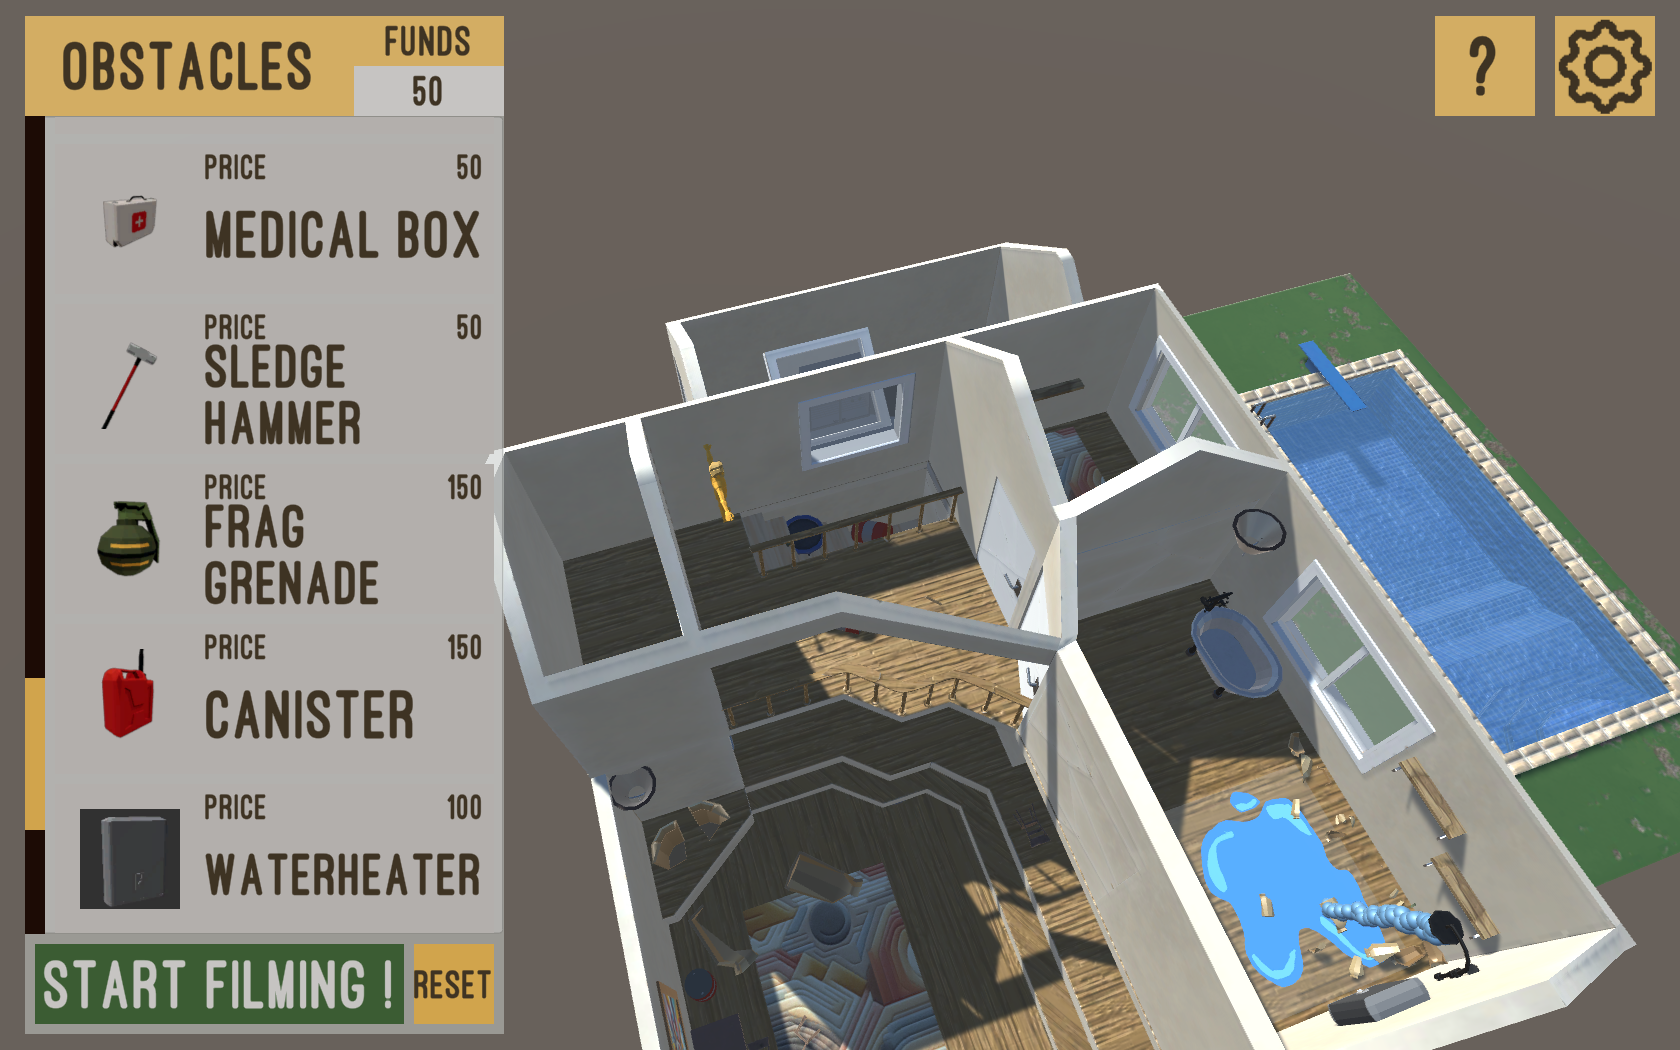 OBSTACLES
FUNDS
50
?
PRICE 50
MEDICAL BOX
PRICE 50
SLEDGE
HAMMER
PRICE 150
FRAG
GRENADE
PRICE 150
CANISTER
PRICE 100
WATERHEATER
START FILMING !
RESET